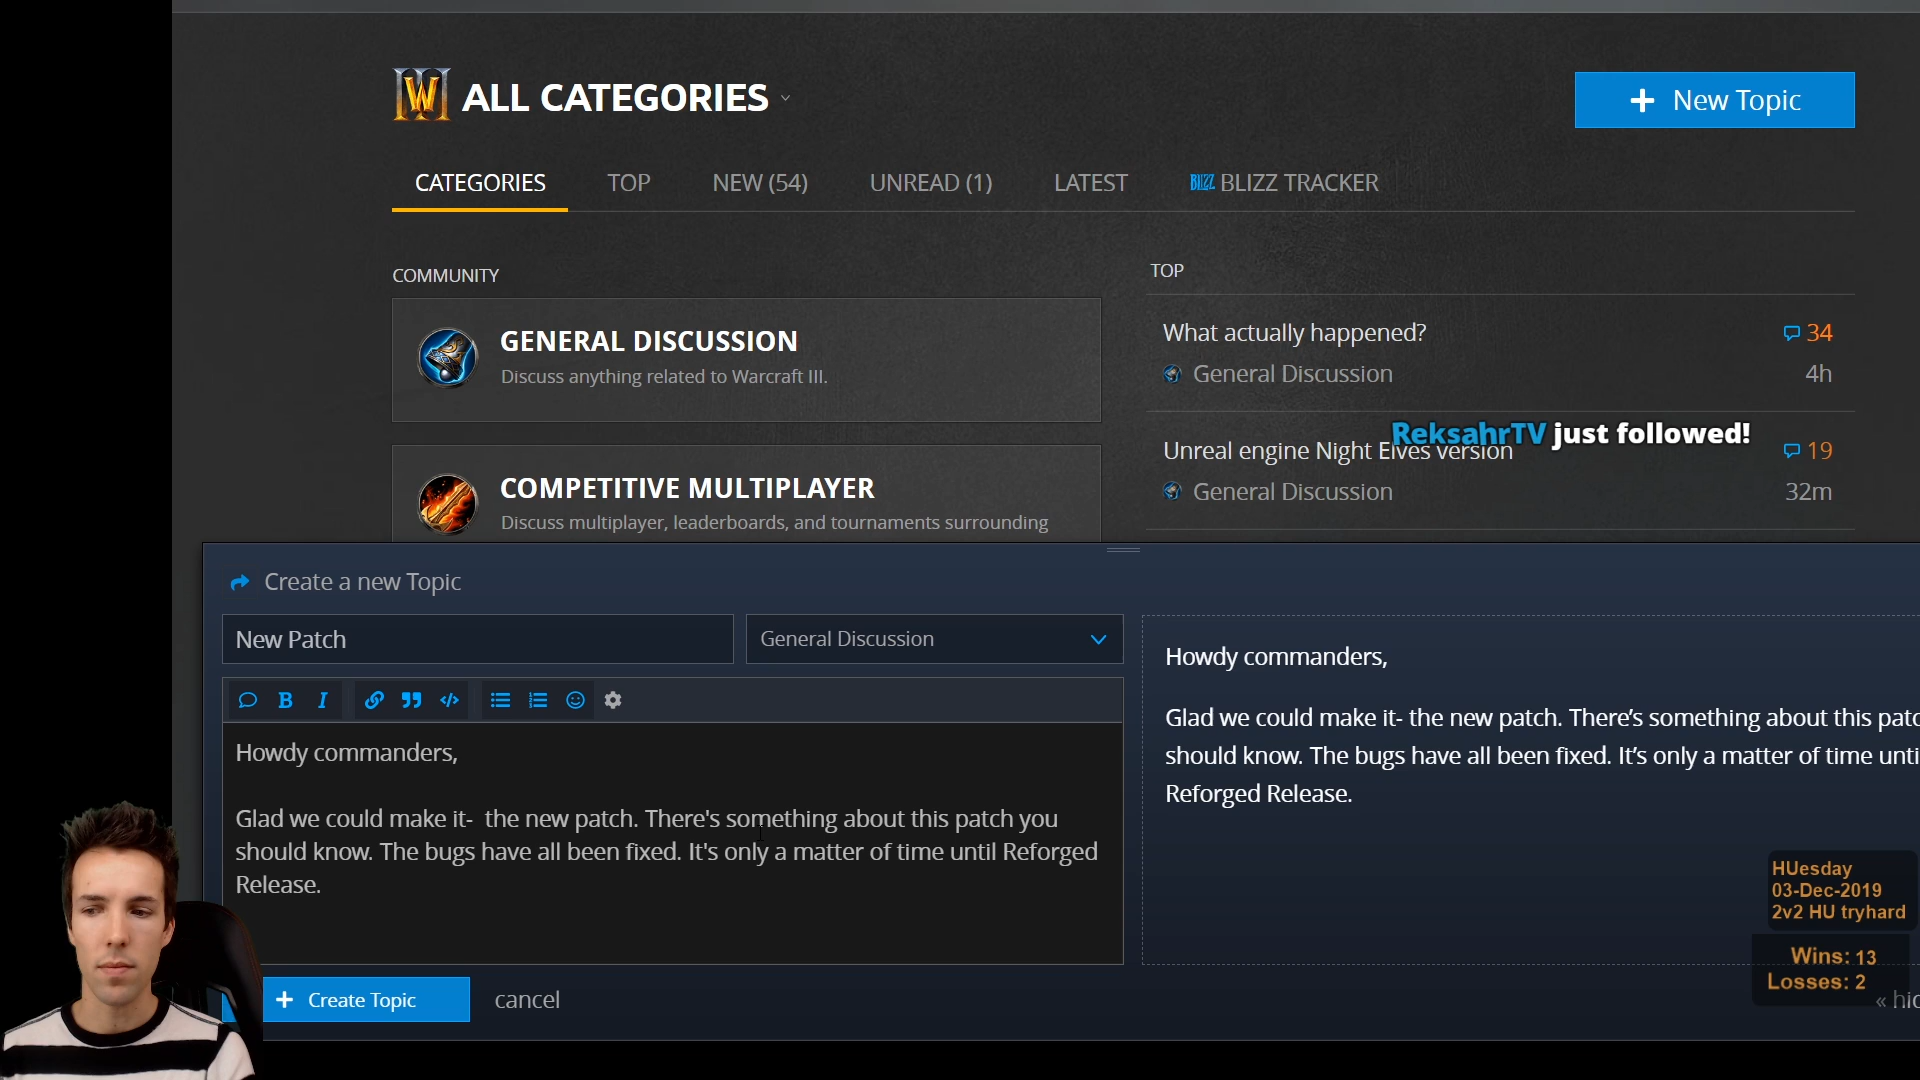 ALL CATEGORIES
+ New Topic
CATEGORIES TOP NEW (54) UNREAD (1) LATEST BLIZZ BLIZZ TRACKER
COMMUNITY
GENERAL DISCUSSION
Discuss anything related to Warcraft III.
COMPETITIVE MULTIPLAYER
Discuss multiplayer, leaderboards, and tournaments surrounding
TOP
What actually happened? 34
General Discussion 4h
ReksahrTV just followed!
Unreal engine Night Elves version 19
General Discussion 32m
Create a new Topic
New Patch
General Discussion
B I
Howdy commanders,
Glad we could make it-  the new patch. There's something about this patch you
should know. The bugs have all been fixed. It's only a matter of time until Reforged
Release.
+ Create Topic
cancel
Howdy commanders,
Glad we could make it- the new patch. There’s something about this patc
should know. The bugs have all been fixed. It’s only a matter of time unti
Reforged Release.
HUesday
03-Dec-2019
2v2 HU tryhard
Wins: 13
Losses: 2
« hid